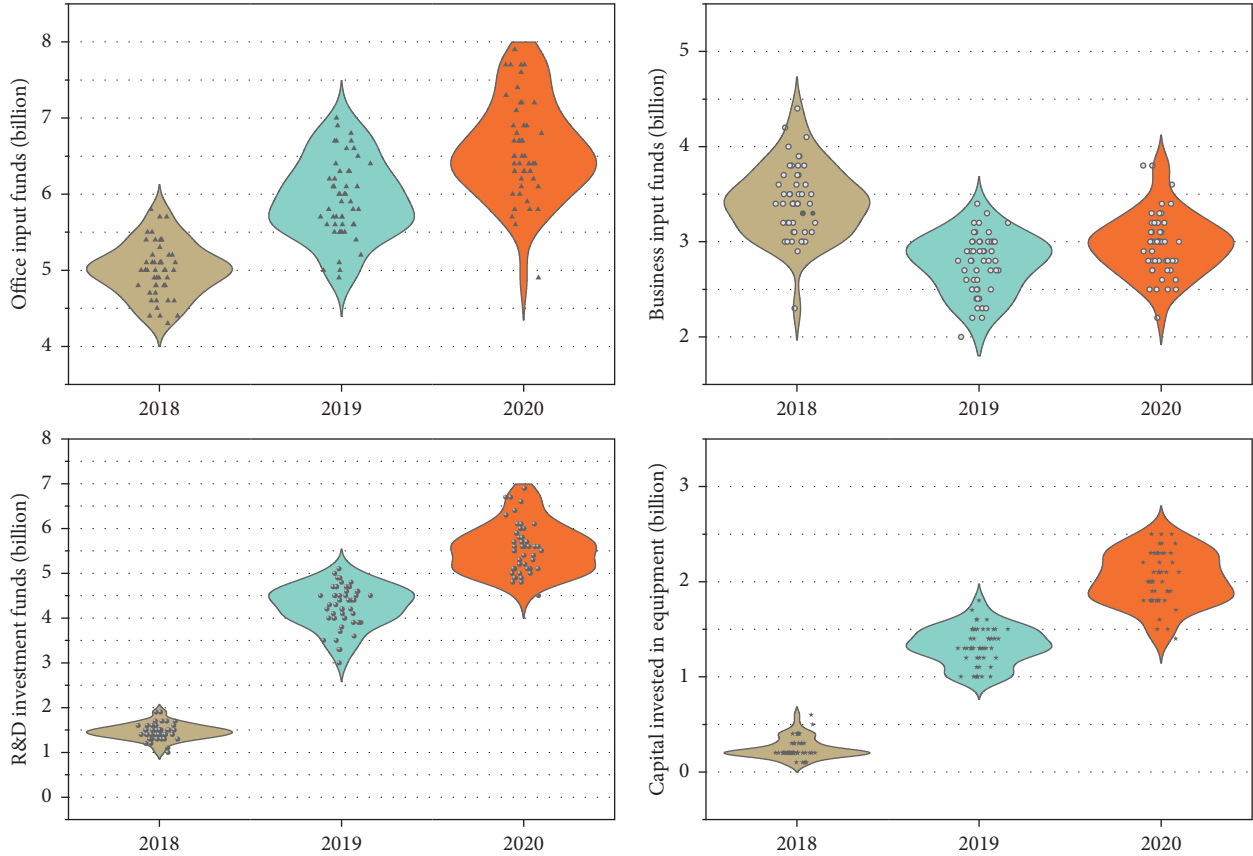 Office input funds (billion)
8
7
6
5
4
2018 2019 2020
Business input funds (billion)
5
4
3
2
2018 2019 2020
R&D investment funds (billion)
8
7
6
5
4
3
2
1
0
2018 2019 2020
Capital invested in equipment (billion)
3
2
1
0
2018 2019 2020